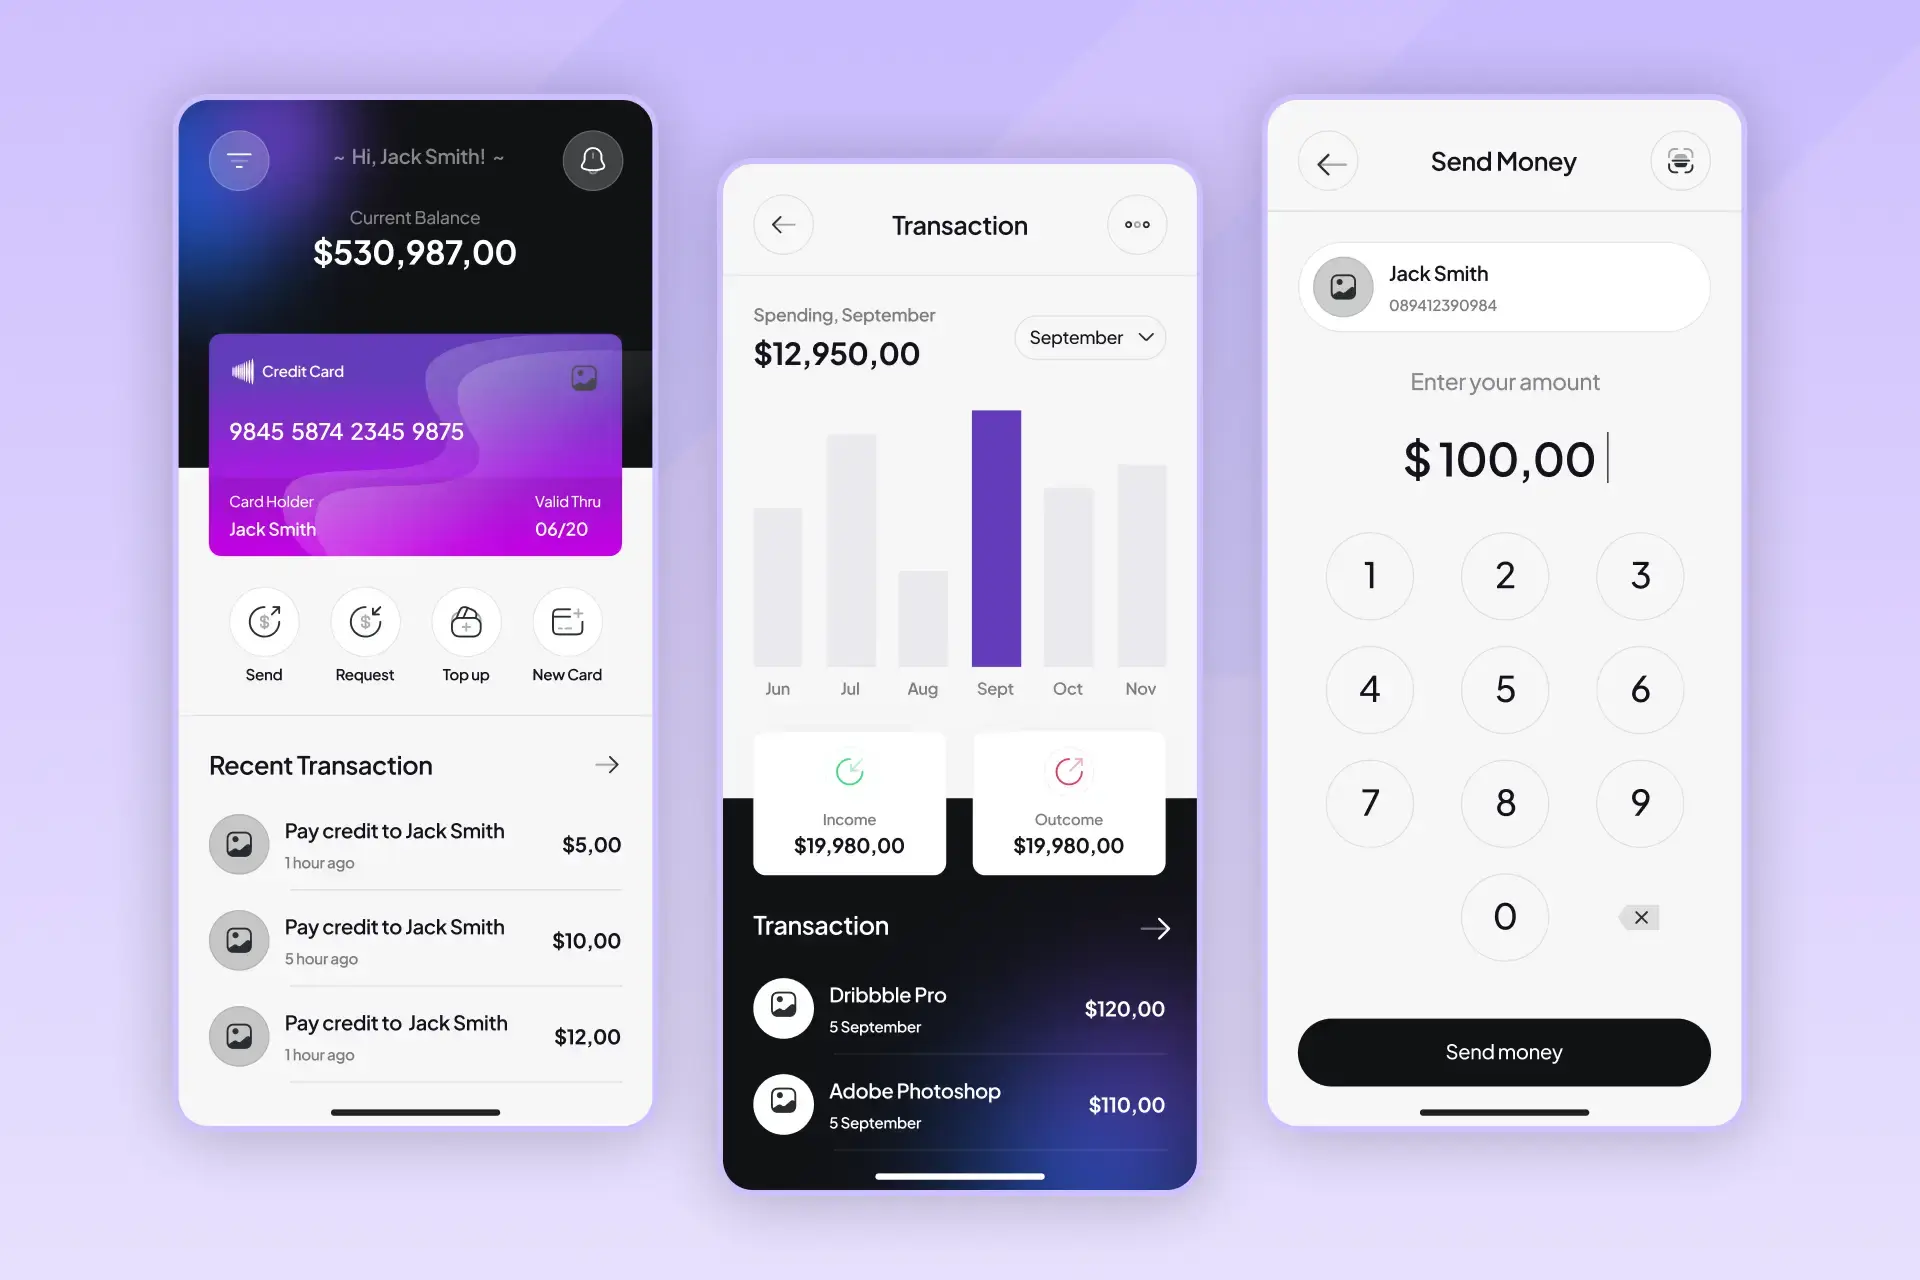 ~ Hi, Jack Smith! ~
Current Balance
$530,987,00
Credit Card
9845 5874 2345 9875
Card Holder
Valid Thru
Jack Smith
06/20
Send
Request
Top up
New Card
Recent Transaction
Pay credit to Jack Smith
1 hour ago
$5,00
Pay credit to Jack Smith
5 hour ago
$10,00
Pay credit to Jack Smith
1 hour ago
$12,00
Transaction
Spending, September
$12,950,00
September
Jun
Jul
Aug
Sept
Oct
Nov
Income
$19,980,00
Outcome
$19,980,00
Transaction
Dribbble Pro
5 September
$120,00
Adobe Photoshop
5 September
$110,00
Send Money
Jack Smith
089412390984
Enter your amount
$100,00
1
2
3
4
5
6
7
8
9
0
Send money